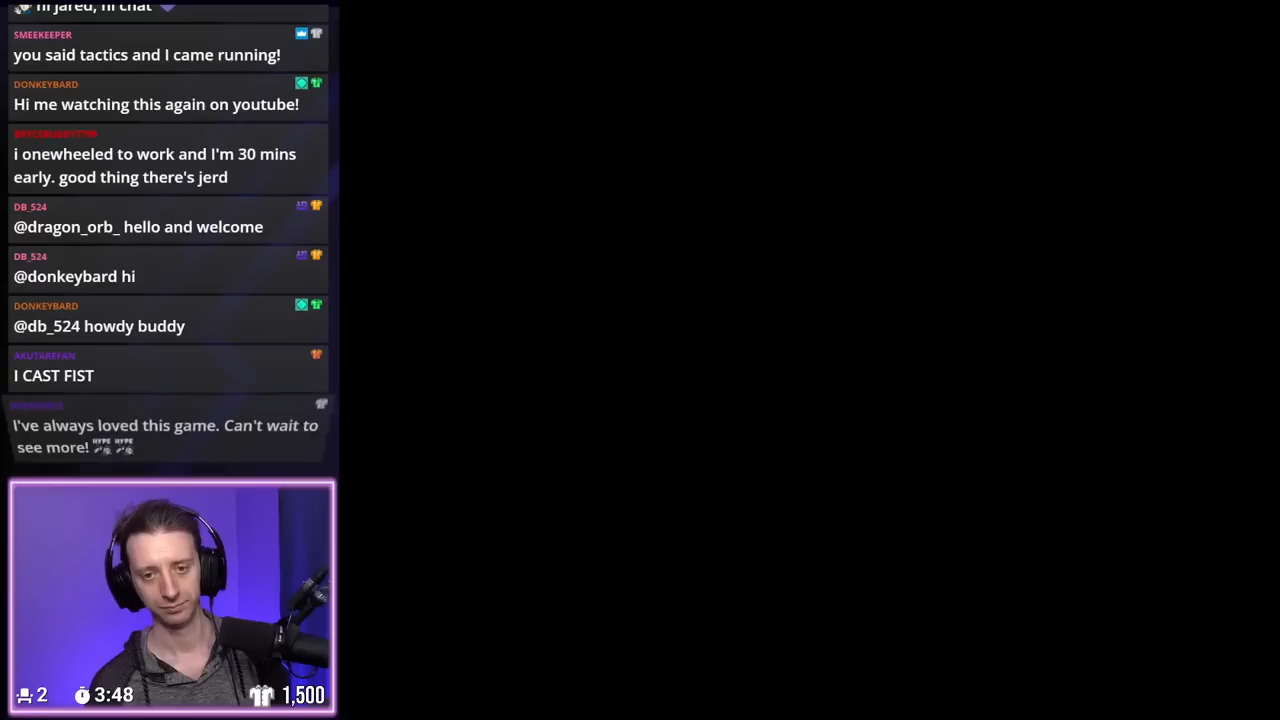 hi jared, hi chat
SMEEKEEPER
you said tactics and I came running!
DONKEYBARD
Hi me watching this again on youtube!
i onewheeled to work and I'm 30 mins
early. good thing there's jerd
DB_524
@dragon_orb_ hello and welcome
DB_524
@donkeybard hi
DONKEYBARD
@db_524 howdy buddy
AKUTAREFAN
I CAST FIST
I've always loved this game. Can't wait to
see more! HYPE HYPE
2 3:48 1,500